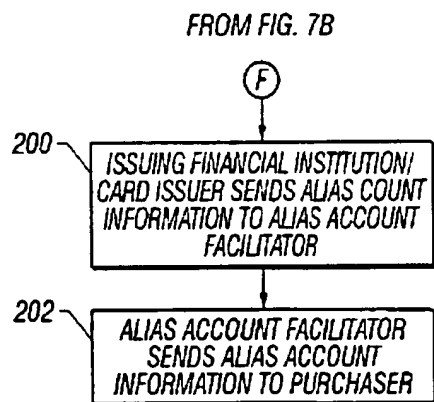 FROM FIG. 7B
F
200
ISSUING FINANCIAL INSTITUTION/
CARD ISSUER SENDS ALIAS COUNT
INFORMATION TO ALIAS ACCOUNT
FACILITATOR
202
ALIAS ACCOUNT FACILITATOR
SENDS ALIAS ACCOUNT
INFORMATION TO PURCHASER